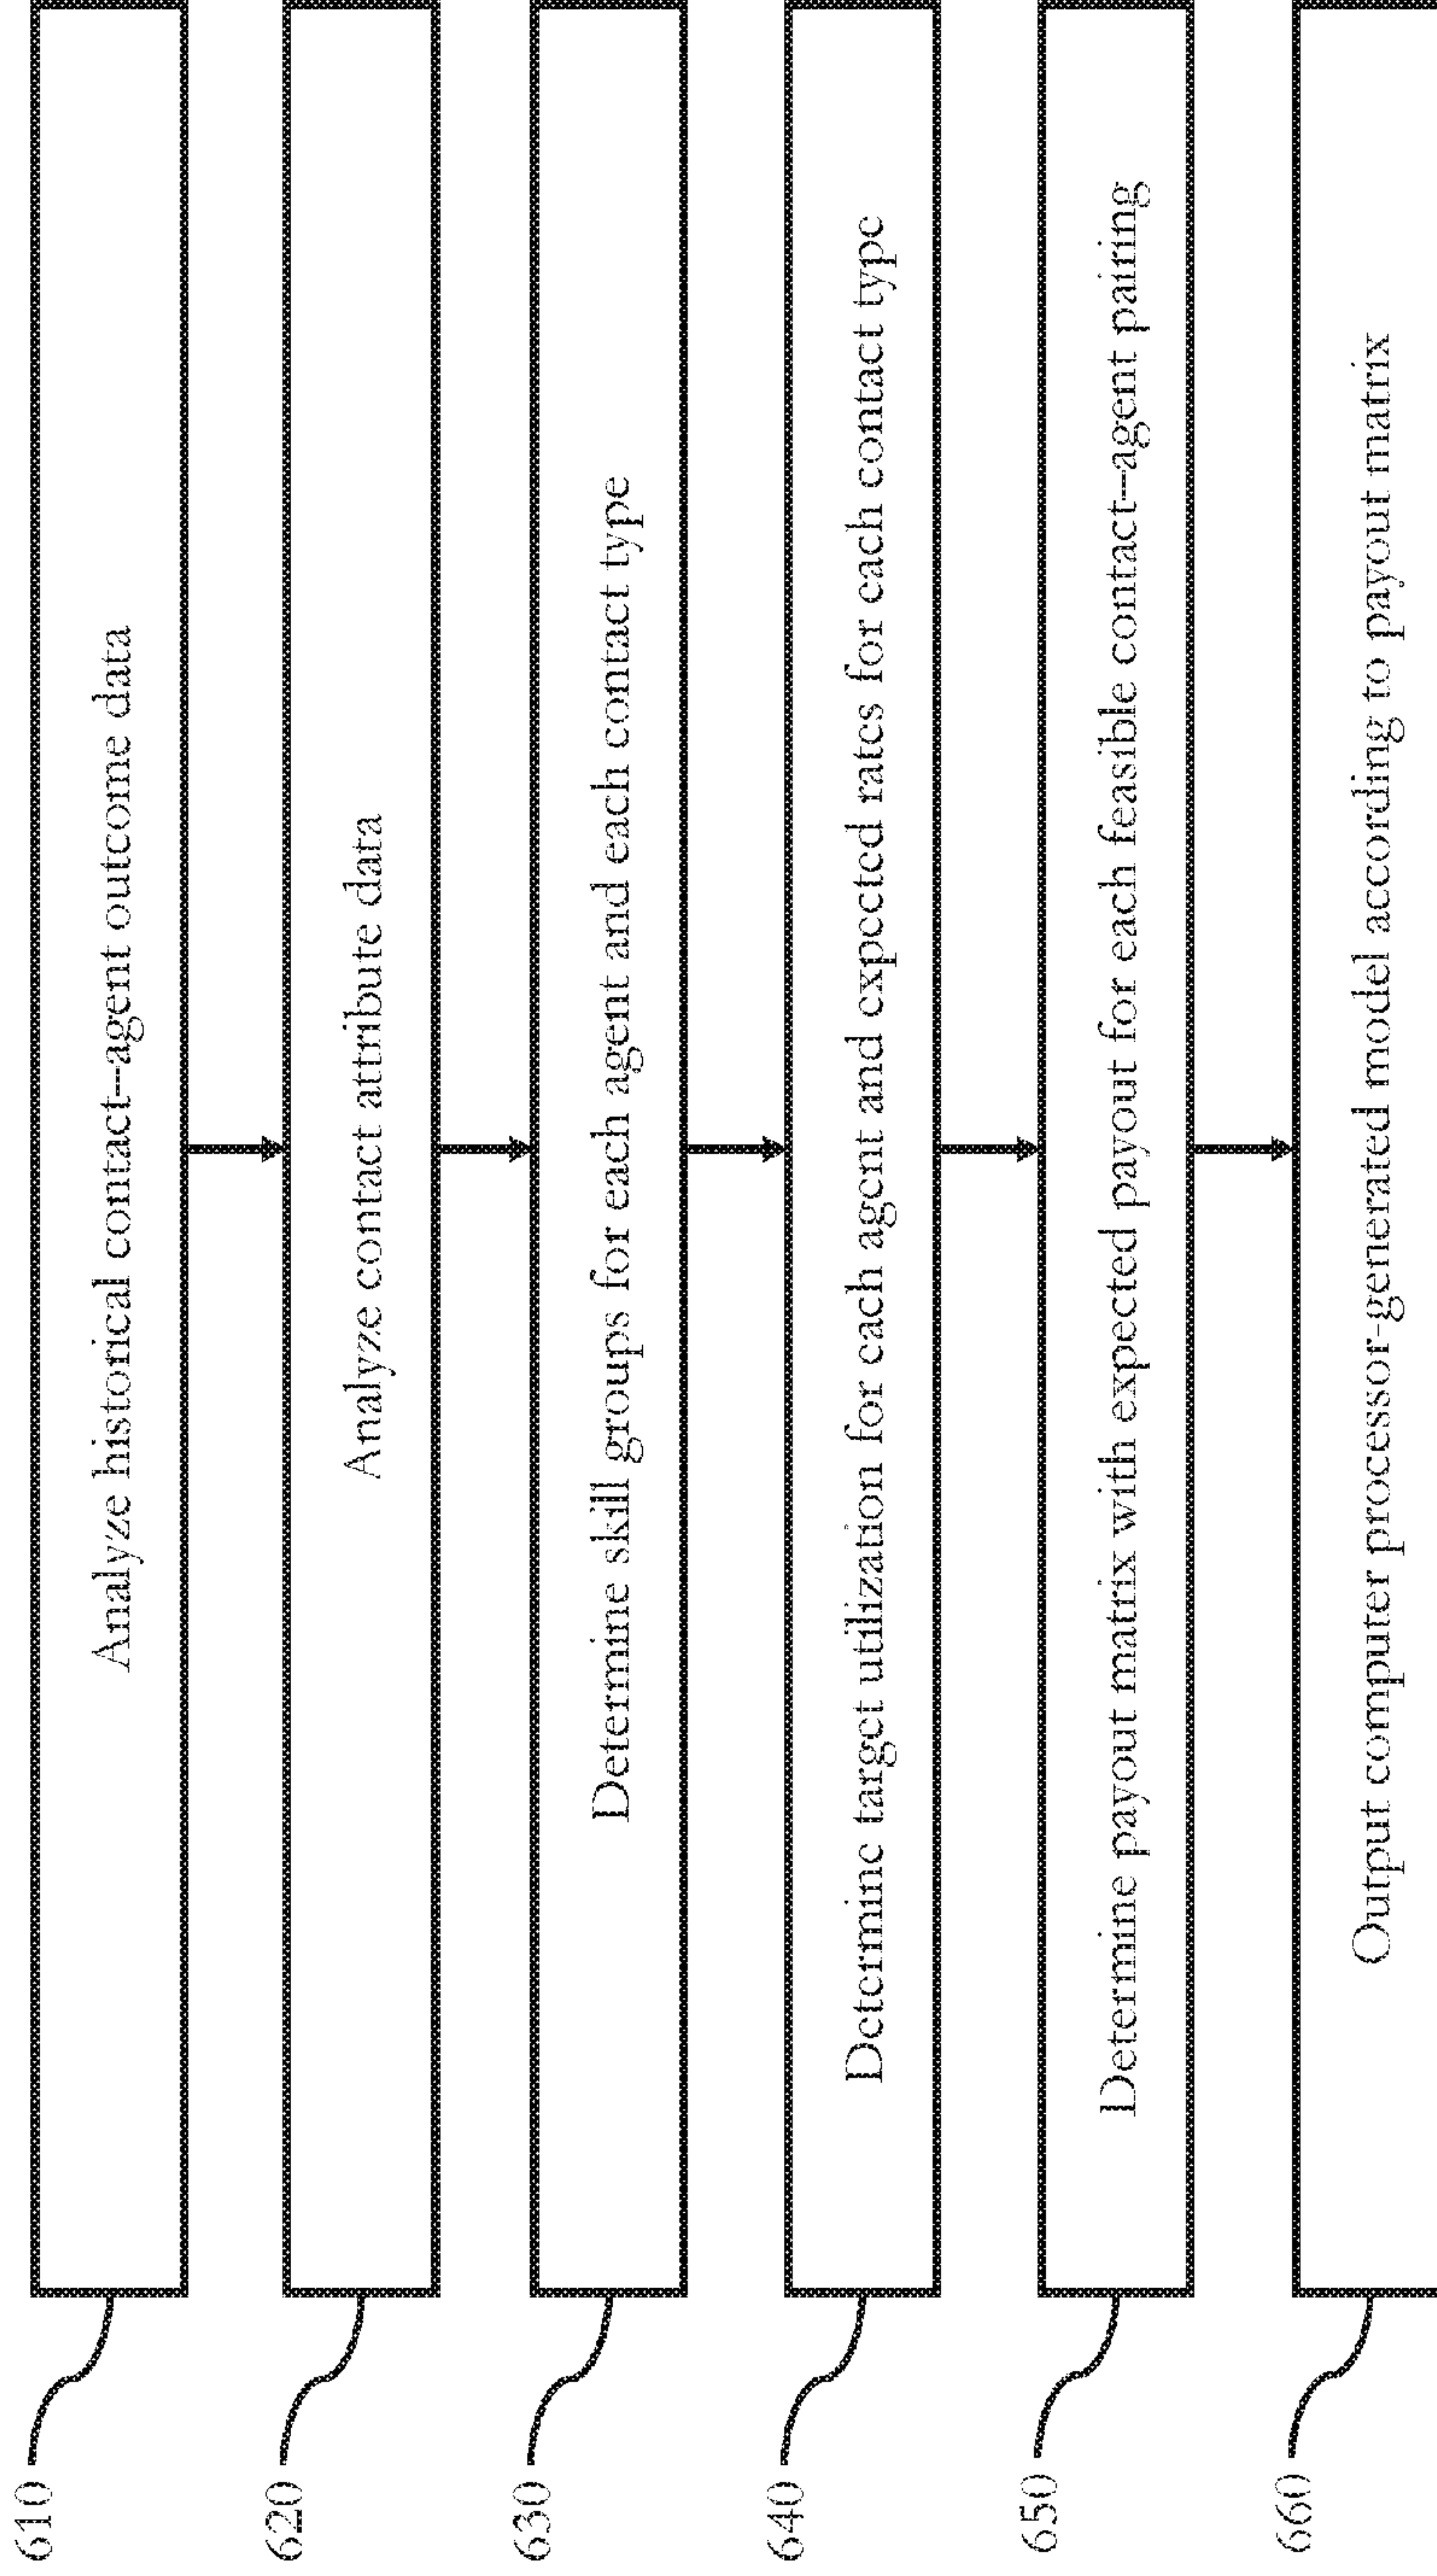 610
Analyze historical contact--agent outcome data
620
Analyze contact attribute data
630
Determine skill groups for each agent and each contact type
640
Determine target utilization for each agent and expected rates for each contact type
650
Determine payout matrix with expected payout for each feasible contact--agent pairing
660
Output computer processor-generated model according to payout matrix